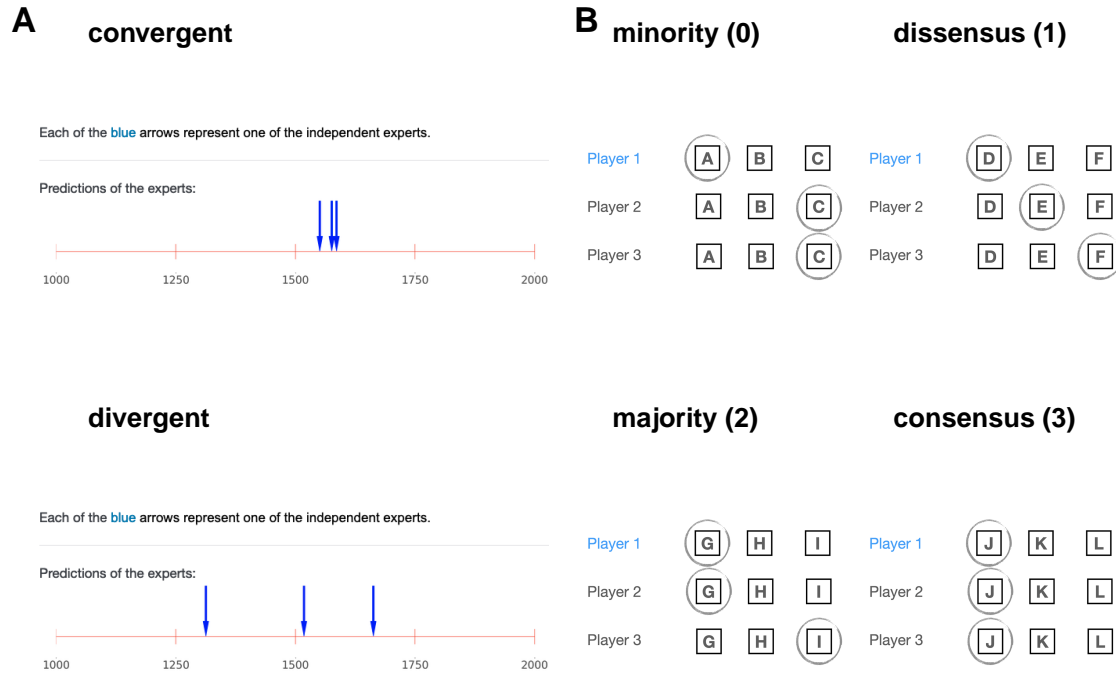 A
convergent
Each of the blue arrows represent one of the independent experts.
Predictions of the experts:
1000 1250 1500 1750 2000
divergent
Each of the blue arrows represent one of the independent experts.
Predictions of the experts:
1000 1250 1500 1750 2000
B
minority (0)
Player 1 A B C
Player 2 A B C
Player 3 A B C
dissensus (1)
Player 1 D E F
Player 2 D E F
Player 3 D E F
majority (2)
Player 1 G H I
Player 2 G H I
Player 3 G H I
consensus (3)
Player 1 J K L
Player 2 J K L
Player 3 J K L